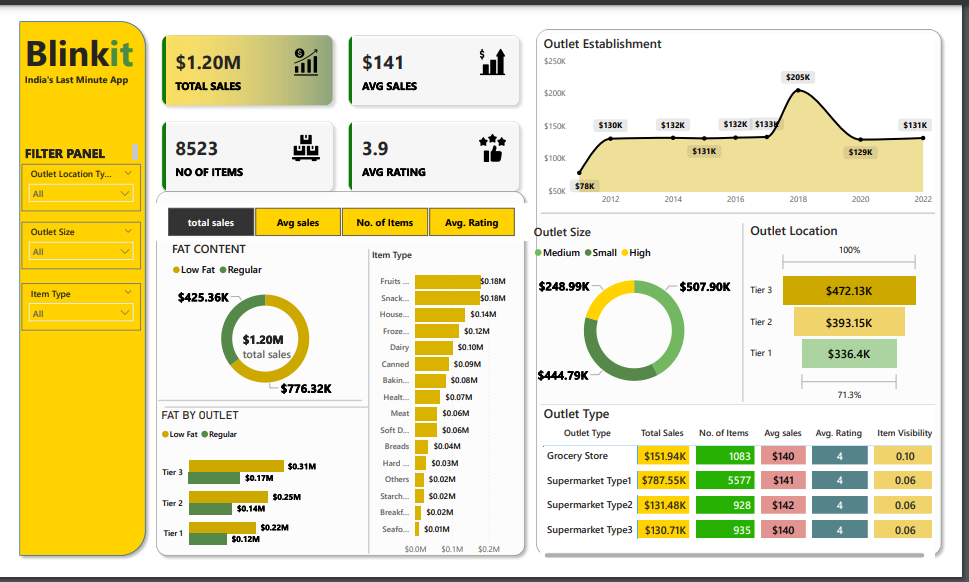 Blinkit
India's Last Minute App
FILTER PANEL
Outlet Location Ty...
All
Outlet Size
All
Item Type
All
$1.20M
TOTAL SALES
$141
AVG SALES
8523
NO OF ITEMS
3.9
AVG RATING
total sales
Avg sales
No. of Items
Avg. Rating
FAT CONTENT
Low Fat Regular
$425.36K
$1.20M
total sales
$776.32K
FAT BY OUTLET
Low Fat Regular
Tier 3 $0.31M
$0.17M
Tier 2 $0.25M
$0.14M
Tier 1 $0.22M
$0.12M
Item Type
Fruits ... $0.18M
Snack... $0.18M
House... $0.14M
Froze... $0.12M
Dairy $0.10M
Canned $0.09M
Bakin... $0.08M
Healt... $0.07M
Meat $0.06M
Soft D... $0.06M
Breads $0.04M
Hard ... $0.03M
Others $0.02M
Starch... $0.02M
Breakf... $0.02M
Seafo... $0.01M
$0.0M $0.1M $0.2M
Outlet Establishment
$250K
$200K
$150K
$100K
$50K
$78K
$130K
$132K
$131K
$132K
$133K
$205K
$129K
$131K
2012 2014 2016 2018 2020 2022
Outlet Size
Medium Small High
$248.99K
$507.90K
$444.79K
Outlet Location
100%
Tier 3 $472.13K
Tier 2 $393.15K
Tier 1 $336.4K
71.3%
Outlet Type
Outlet Type Total Sales No. of Items Avg sales Avg. Rating Item Visibility
Grocery Store $151.94K 1083 $140 4 0.10
Supermarket Type1 $787.55K 5577 $141 4 0.06
Supermarket Type2 $131.48K 928 $142 4 0.06
Supermarket Type3 $130.71K 935 $140 4 0.06